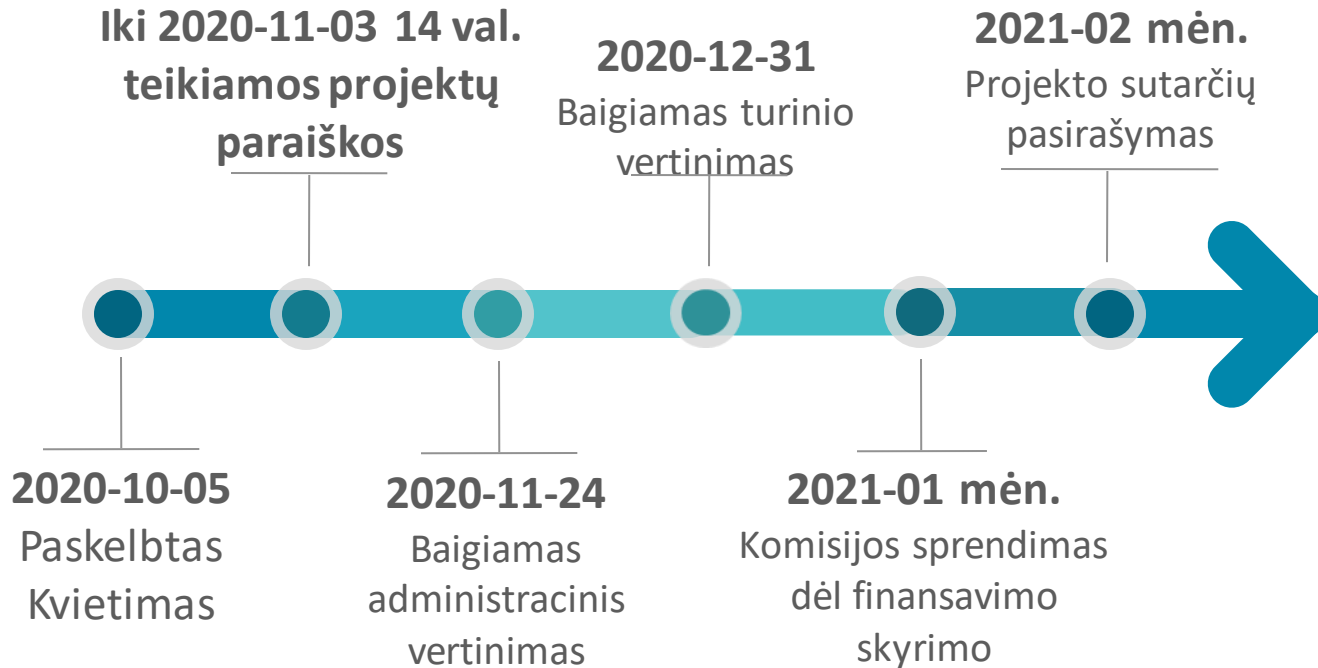 Iki 2020-11-03 14 val.
teikiamos projektų
paraiškos
2020-12-31
Baigiamas turinio
vertinimas
2021-02 mėn.
Projekto sutarčių
pasirašymas
2020-10-05
Paskelbtas
Kvietimas
2020-11-24
Baigiamas
administracinis
vertinimas
2021-01 mėn.
Komisijos sprendimas
dėl finansavimo
skyrimo